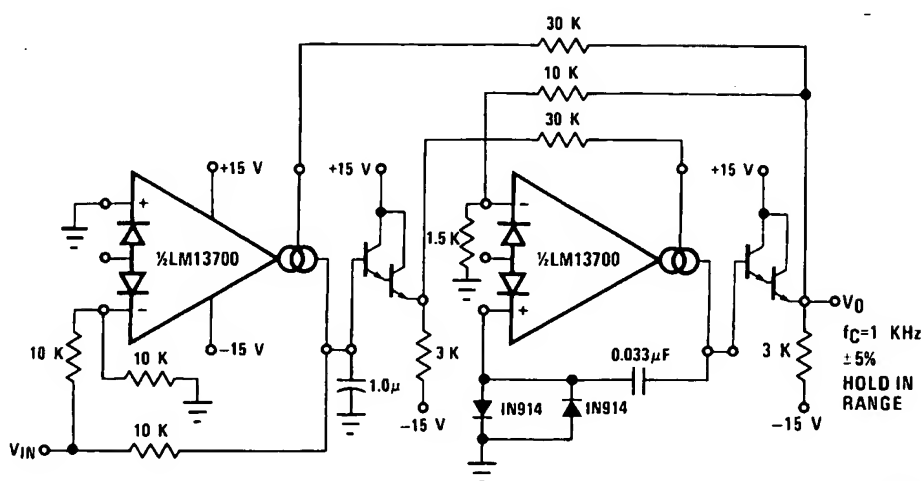 30 K
10 K
30 K
+15 V
+15 V
+15 V
+
-
½LM13700
1.5 K
½LM13700
-
+
-15 V
10 K
10 K
1.0μ
3 K
-15 V
0.033μF
IN914
IN914
VO
3 K
fC=1 KHz
±5%
HOLD IN
RANGE
-15 V
VIN
10 K